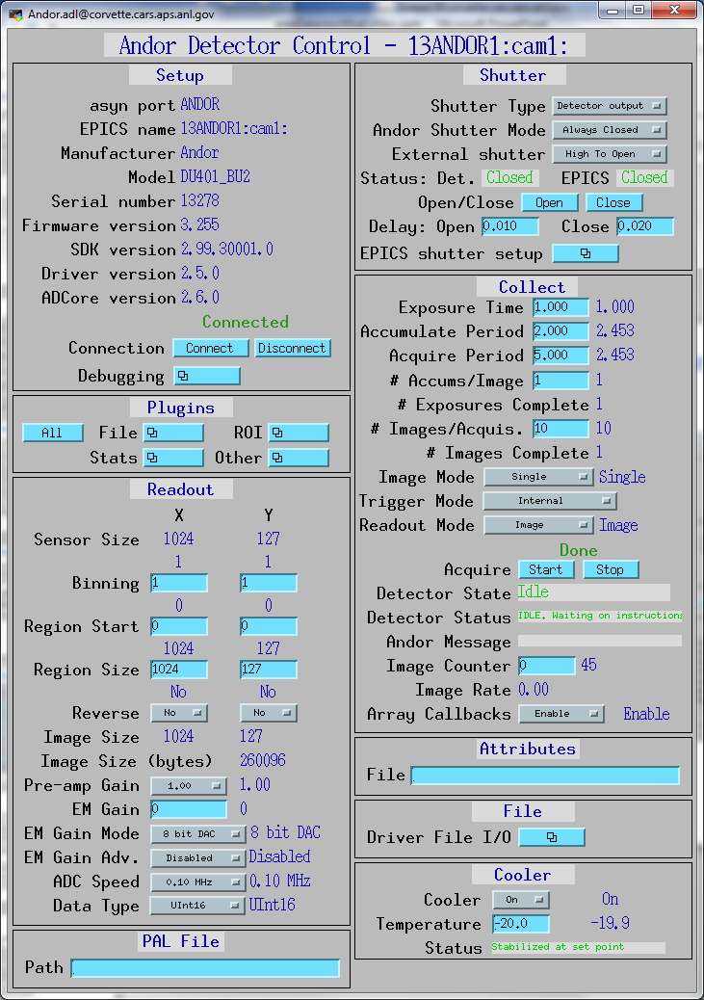 Andor.adl@corvette.cars.aps.anl.gov
Andor Detector Control - 13ANDOR1:cam1:
Setup
asyn port ANDOR
EPICS name 13ANDOR1:cam1:
Manufacturer Andor
Model DU401_BU2
Serial number 13278
Firmware version 3.255
SDK version 2.99.30001.0
Driver version 2.5.0
ADCore version 2.6.0
Connected
Connection Connect Disconnect
Debugging
Plugins
All File ROI
Stats Other
Readout
X Y
Sensor Size 1024 127
1 1
Binning 1 1
0 0
Region Start 0 0
1024 127
Region Size 1024 127
No No
Reverse No No
Image Size 1024 127
Image Size (bytes) 260096
Pre-amp Gain 1.00 1.00
EM Gain 0 0
EM Gain Mode 8 bit DAC 8 bit DAC
EM Gain Adv. Disabled Disabled
ADC Speed 0.10 MHz 0.10 MHz
Data Type UInt16 UInt16
PAL File
Path
Shutter
Shutter Type Detector output
Andor Shutter Mode Always Closed
External shutter High To Open
Status: Det. Closed EPICS Closed
Open/Close Open Close
Delay: Open 0.010 Close 0.020
EPICS shutter setup
Collect
Exposure Time 1.000 1.000
Accumulate Period 2.000 2.453
Acquire Period 5.000 2.453
# Accums/Image 1 1
# Exposures Complete 1
# Images/Acquis. 10 10
# Images Complete 1
Image Mode Single Single
Trigger Mode Internal
Readout Mode Image Image
Done
Acquire Start Stop
Detector State Idle
Detector Status IDLE. Waiting on instructions
Andor Message
Image Counter 0 45
Image Rate 0.00
Array Callbacks Enable Enable
Attributes
File
File
Driver File I/O
Cooler
Cooler On On
Temperature -20.0 -19.9
Status Stabilized at set point